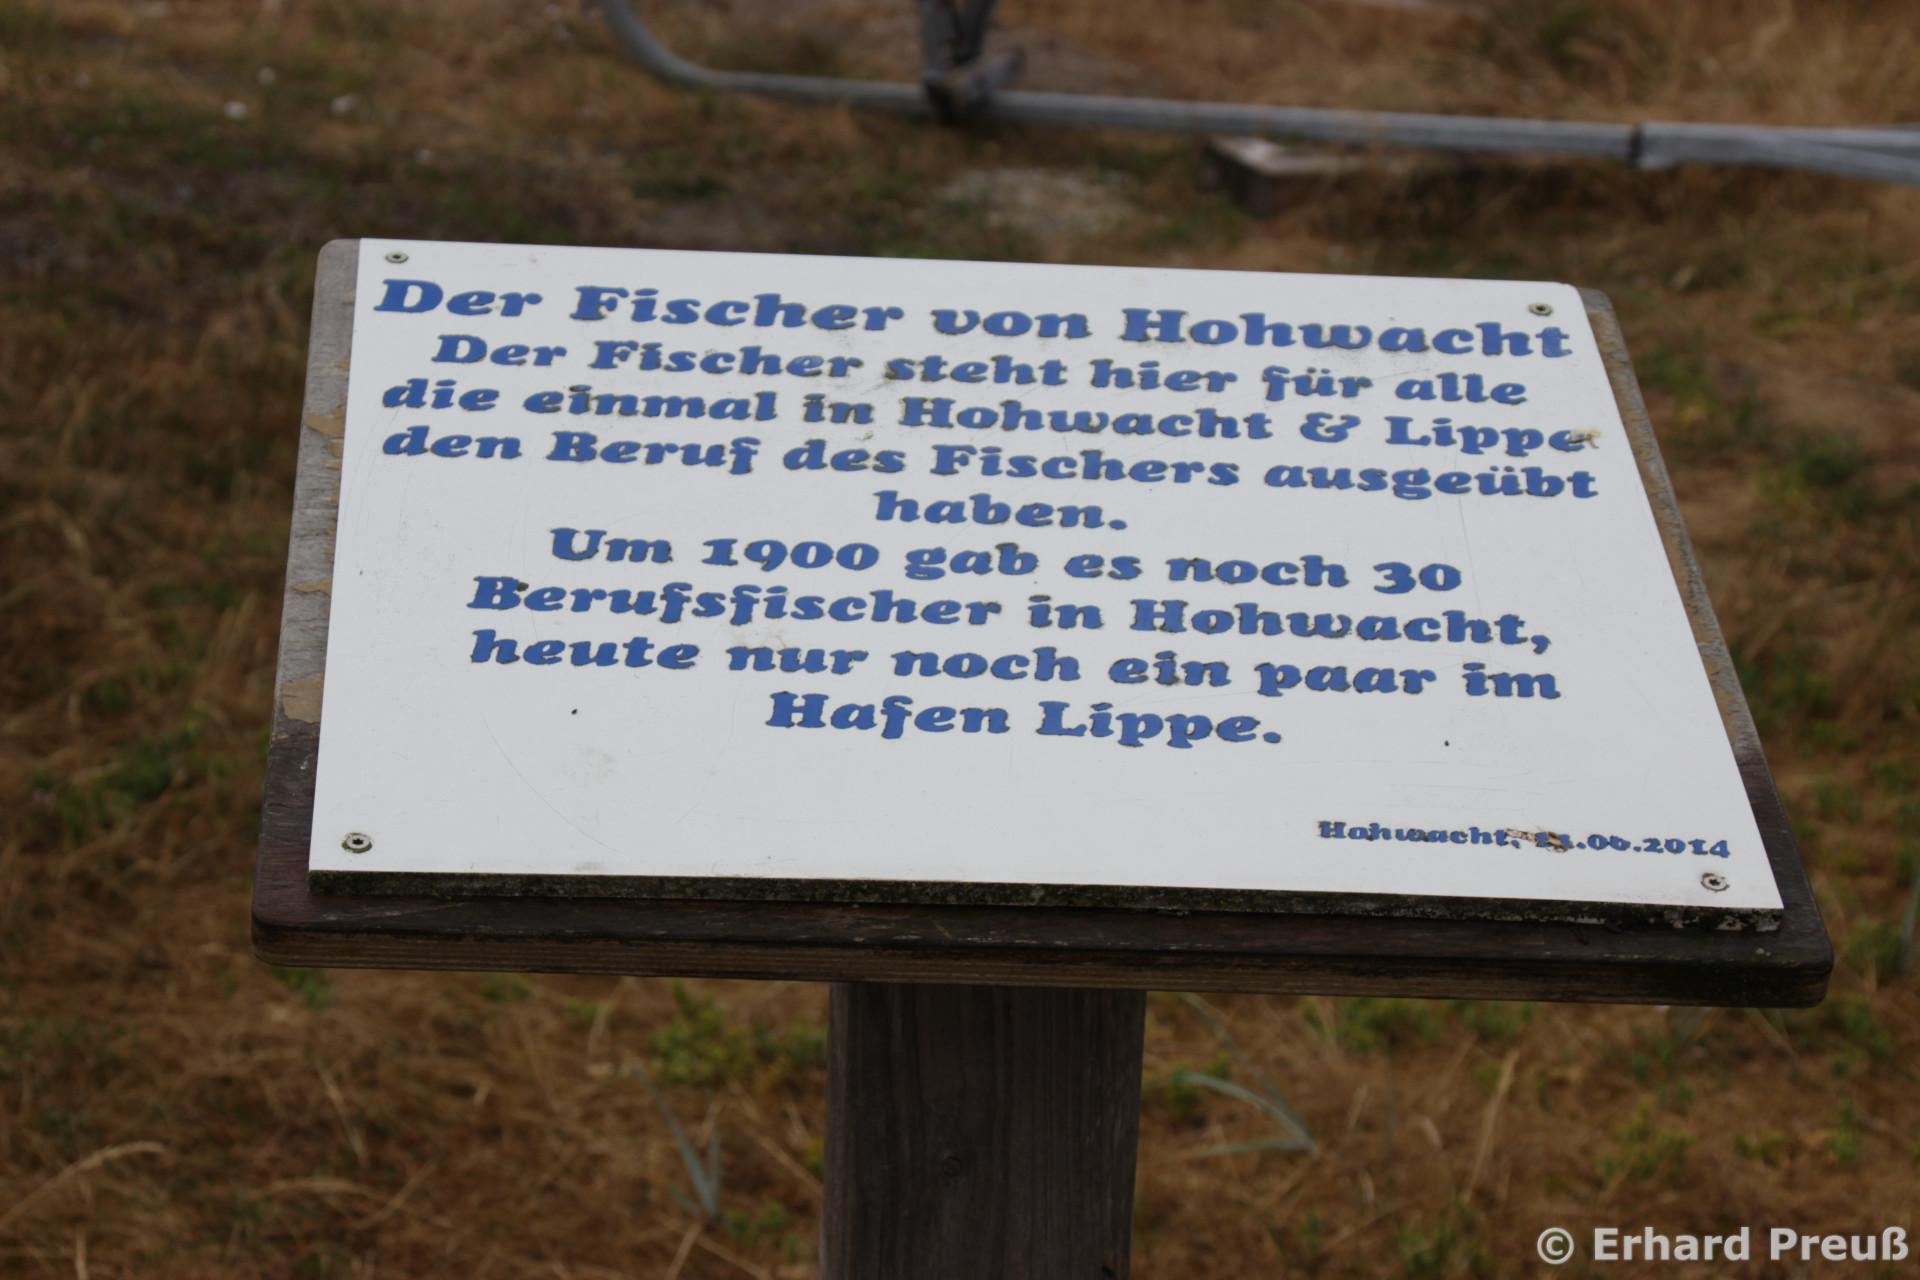 Der Fischer von Hohwacht
Der Fischer steht hier für alle
die einmal in Hohwacht & Lippe
den Beruf des Fischers ausgeübt
haben.
Um 1900 gab es noch 30
Berufsfischer in Hohwacht,
heute nur noch ein paar im
Hafen Lippe.
Hohwacht,
© Erhard Preuß